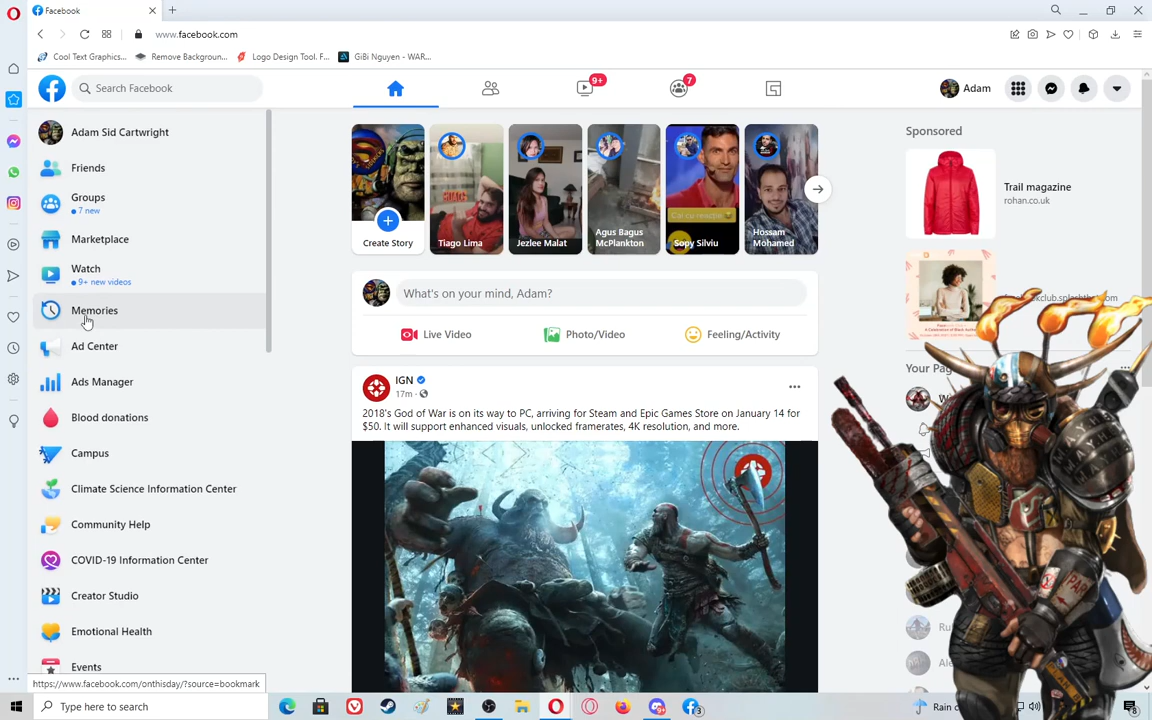 Facebook
www.facebook.com
Cool Text Graphics...
Remove Backgroun...
Logo Design Tool. F...
GiBi Nguyen - WAR...
Search Facebook
9+
7
Adam
Adam Sid Cartwright
Friends
Groups
7 new
Marketplace
Watch
9+ new videos
Memories
Ad Center
Ads Manager
Blood donations
Campus
Climate Science Information Center
Community Help
COVID-19 Information Center
Creator Studio
Emotional Health
Events
https://www.facebook.com/onthisday/?source=bookmark
Create Story
Tiago Lima
Jezlee Malat
Agus Bagus
McPlankton
Sopy Silviu
Hossam
Mohamed
What's on your mind, Adam?
Live Video
Photo/Video
Feeling/Activity
IGN
17m
2018's God of War is on its way to PC, arriving for Steam and Epic Games Store on January 14 for
$50. It will support enhanced visuals, unlocked framerates, 4K resolution, and more.
Sponsored
Trail magazine
rohan.co.uk
Your Pag
Type here to search
9+
3
Rain
8